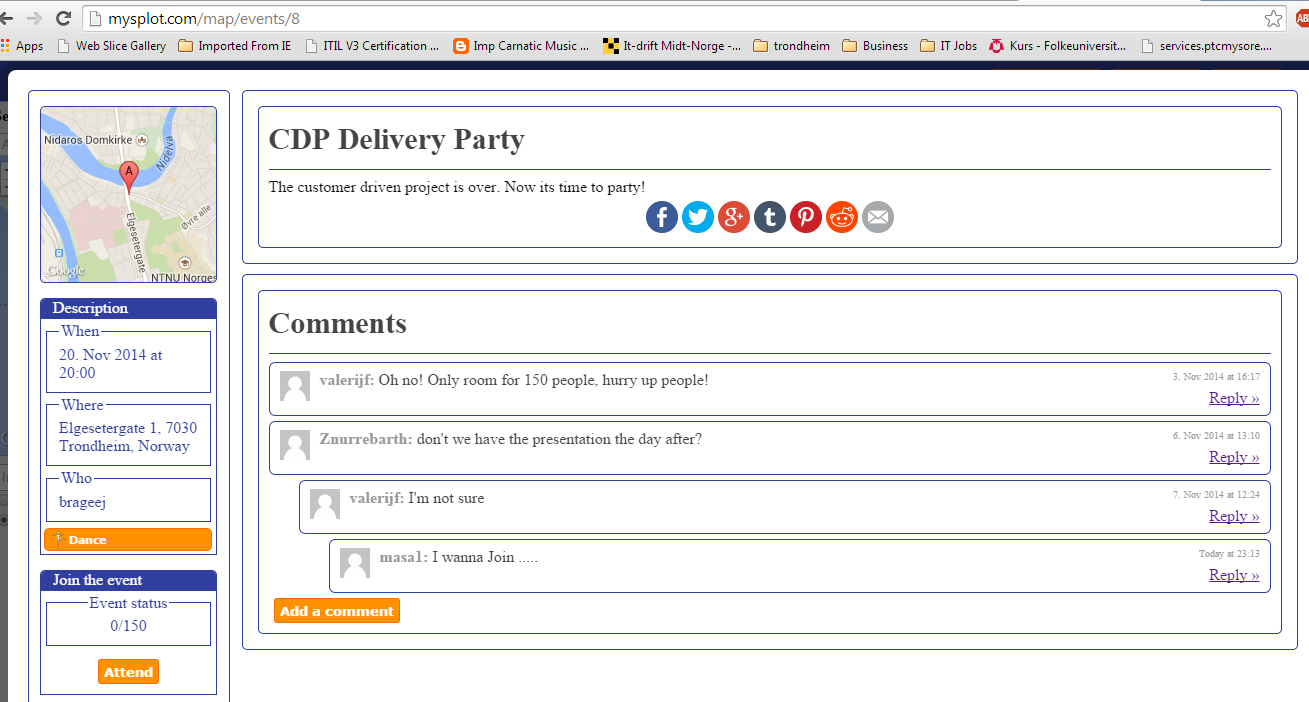 mysplot.com/map/events/8
Apps
Web Slice Gallery
Imported From IE
ITIL V3 Certification ...
Imp Carnatic Music ...
It-drift Midt-Norge -...
trondheim
Business
IT Jobs
Kurs - Folkeuniversit...
services.ptcmysore....
Nidaros Domkirke
Nidelva
A
Elgesetergate
Øvre alle
Google
NTNU Norges
Description
When
20. Nov 2014 at
20:00
Where
Elgesetergate 1, 7030
Trondheim, Norway
Who
brageej
Dance
Join the event
Event status
0/150
Attend
CDP Delivery Party
The customer driven project is over. Now its time to party!
Comments
valerijf: Oh no! Only room for 150 people, hurry up people!
3. Nov 2014 at 16:17
Reply »
Znurrebarth: don't we have the presentation the day after?
6. Nov 2014 at 13:10
Reply »
valerijf: I'm not sure
7. Nov 2014 at 12:24
Reply »
masa1: I wanna Join .....
Today at 23:13
Reply »
Add a comment